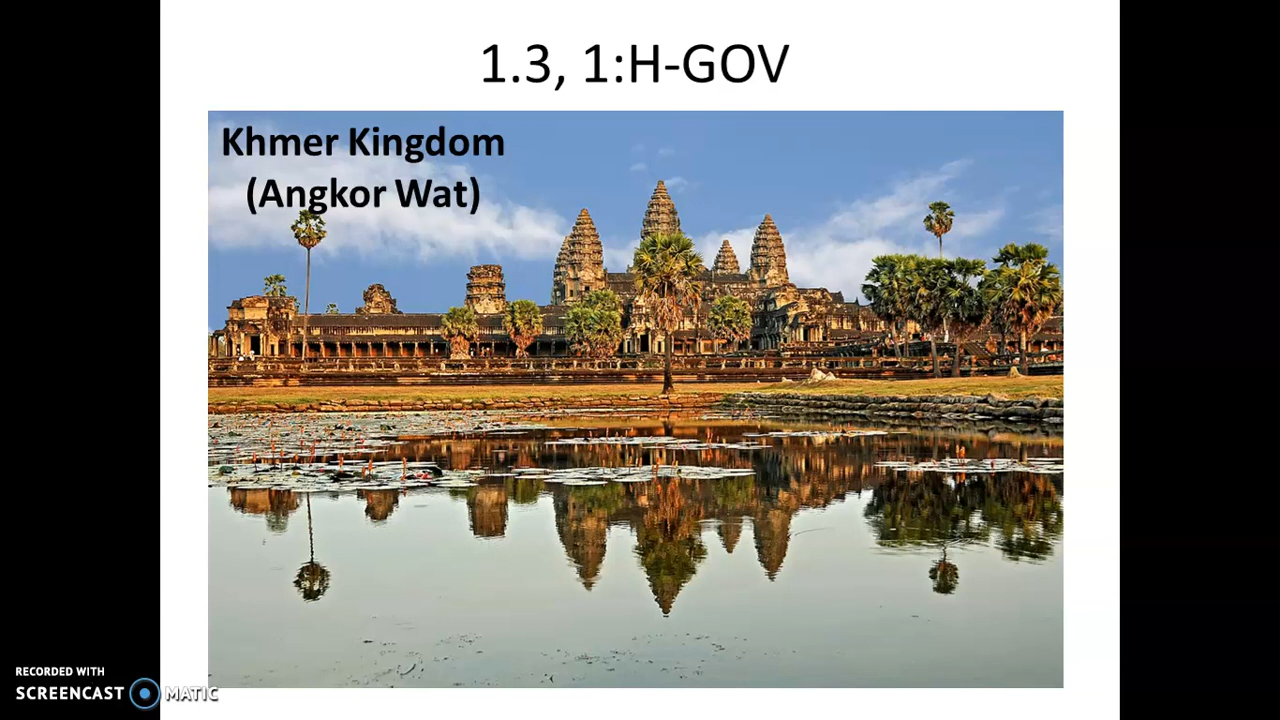 1.3, 1:H-GOV
Khmer Kingdom
(Angkor Wat)
RECORDED WITH
SCREENCAST MATIC